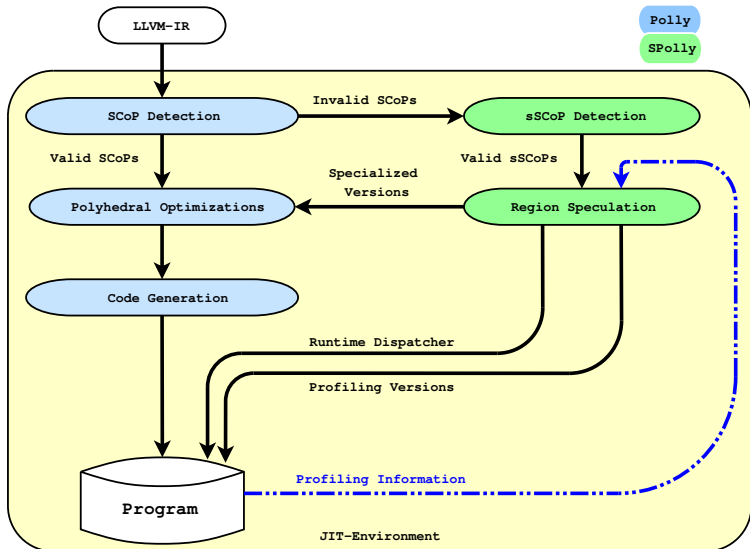 LLVM-IR
Polly
SPolly
Invalid SCoPs
SCoP Detection
sSCoP Detection
Valid SCoPs
Valid sSCoPs
Specialized
Versions
Polyhedral Optimizations
Region Speculation
Code Generation
Runtime Dispatcher
Profiling Versions
Profiling Information
Program
JIT-Environment